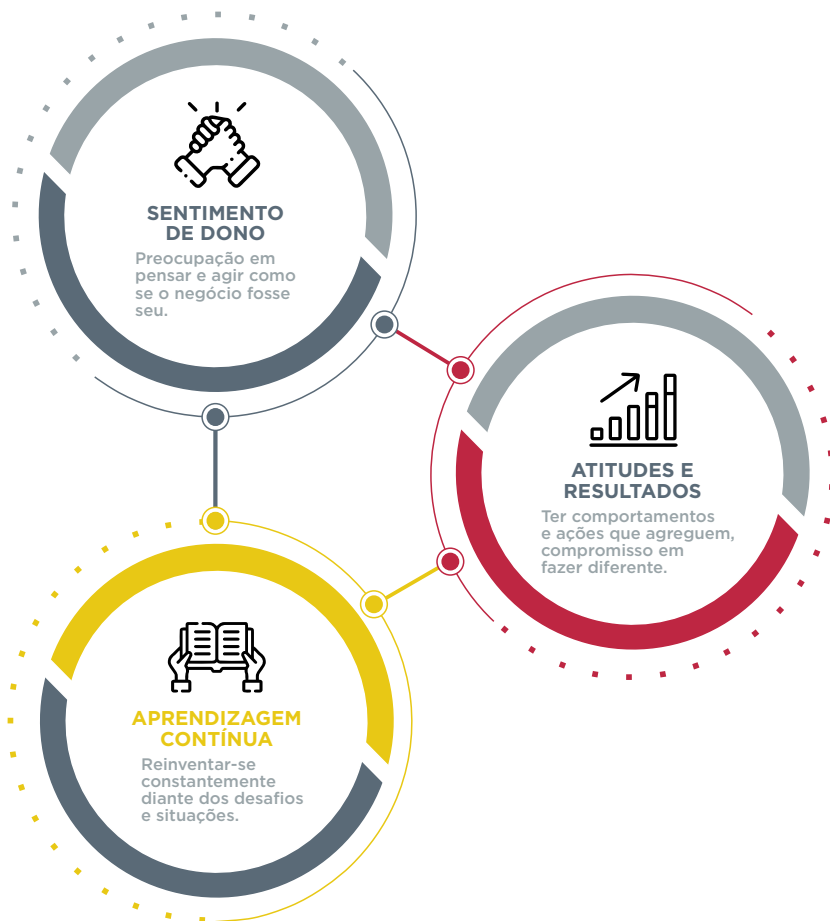 SENTIMENTO
DE DONO
Preocupação em
pensar e agir como
se o negócio fosse
seu.
ATITUDES E
RESULTADOS
Ter comportamentos
e ações que agreguem,
compromisso em
fazer diferente.
APRENDIZAGEM
CONTÍNUA
Reinventar-se
constantemente
diante dos desafios
e situações.